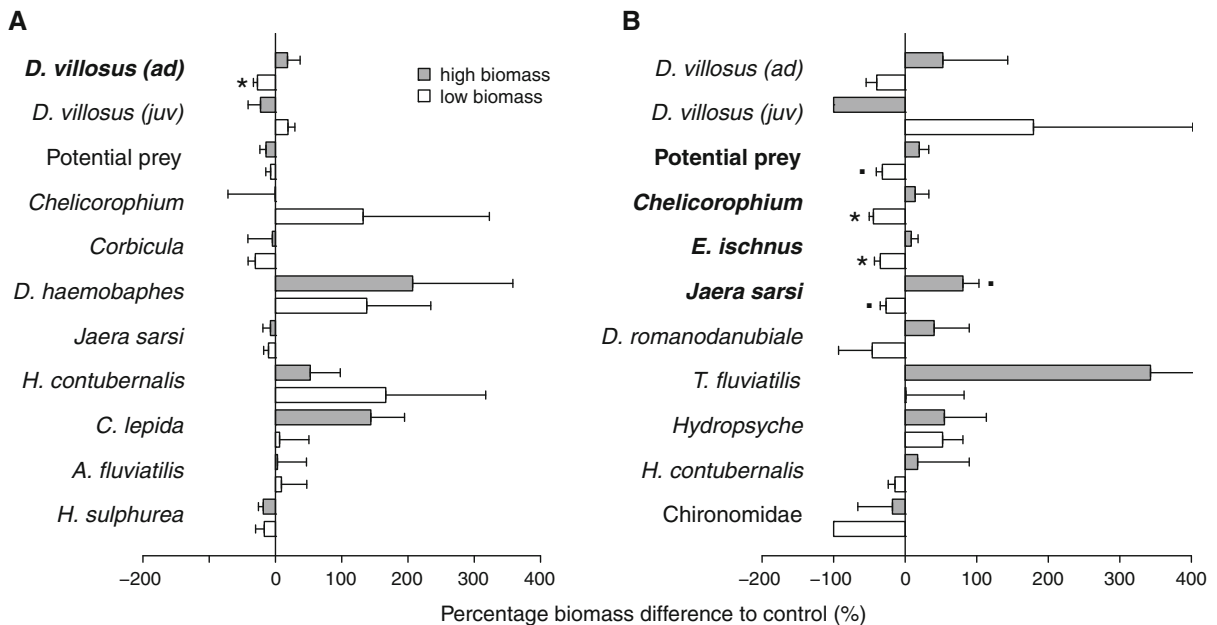 A
D. villosus (ad)
*
D. villosus (juv)
Potential prey
Chelicorophium
Corbicula
D. haemobaphes
Jaera sarsi
H. contubernalis
C. lepida
A. fluviatilis
H. sulphurea
high biomass
low biomass
−200 0 100 200 300 400
B
D. villosus (ad)
D. villosus (juv)
Potential prey
Chelicorophium
*
E. ischnus
*
Jaera sarsi
D. romanodanubiale
T. fluviatilis
Hydropsyche
H. contubernalis
Chironomidae
−200 −100 0 100 200 300 400
Percentage biomass difference to control (%)